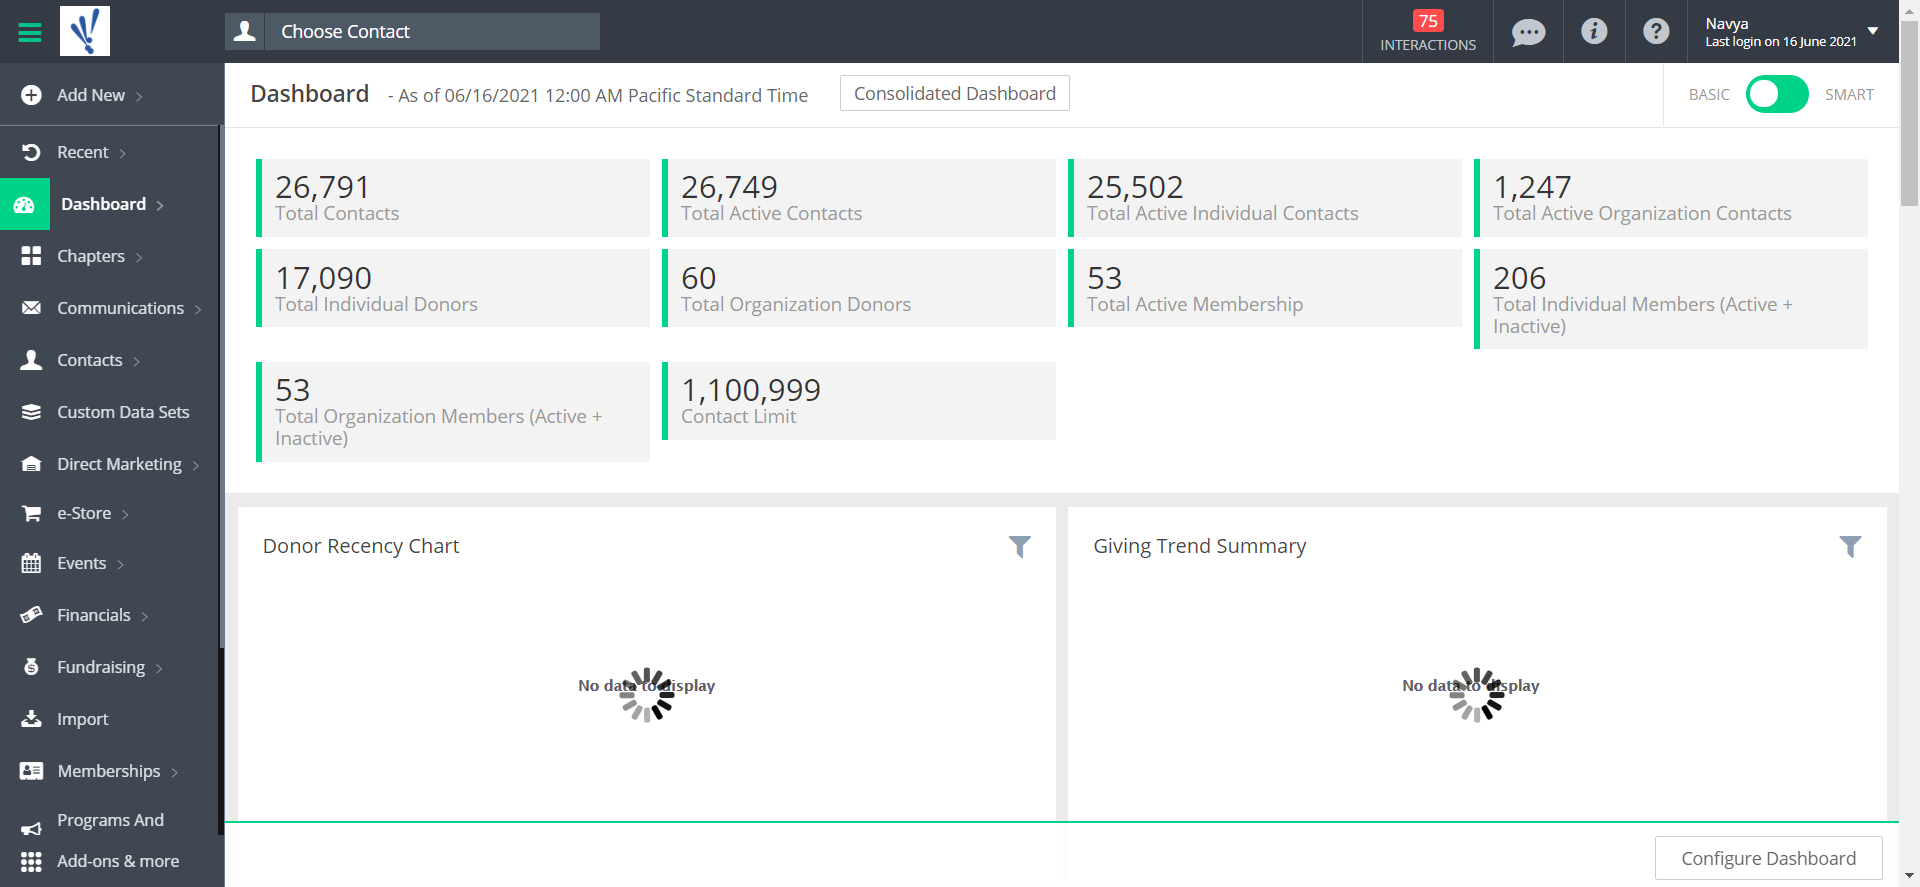 Choose Contact
75
INTERACTIONS
Navya
Last login on 16 June 2021
Add New
Recent
Dashboard
Chapters
Communications
Contacts
Custom Data Sets
Direct Marketing
e-Store
Events
Financials
Fundraising
Import
Memberships
Programs And
Add-ons & more
Dashboard - As of 06/16/2021 12:00 AM Pacific Standard Time
Consolidated Dashboard
BASIC
SMART
26,791
Total Contacts
26,749
Total Active Contacts
25,502
Total Active Individual Contacts
1,247
Total Active Organization Contacts
17,090
Total Individual Donors
60
Total Organization Donors
53
Total Active Membership
206
Total Individual Members (Active +
Inactive)
53
Total Organization Members (Active +
Inactive)
1,100,999
Contact Limit
Donor Recency Chart
No data to display
Giving Trend Summary
No data to display
Configure Dashboard